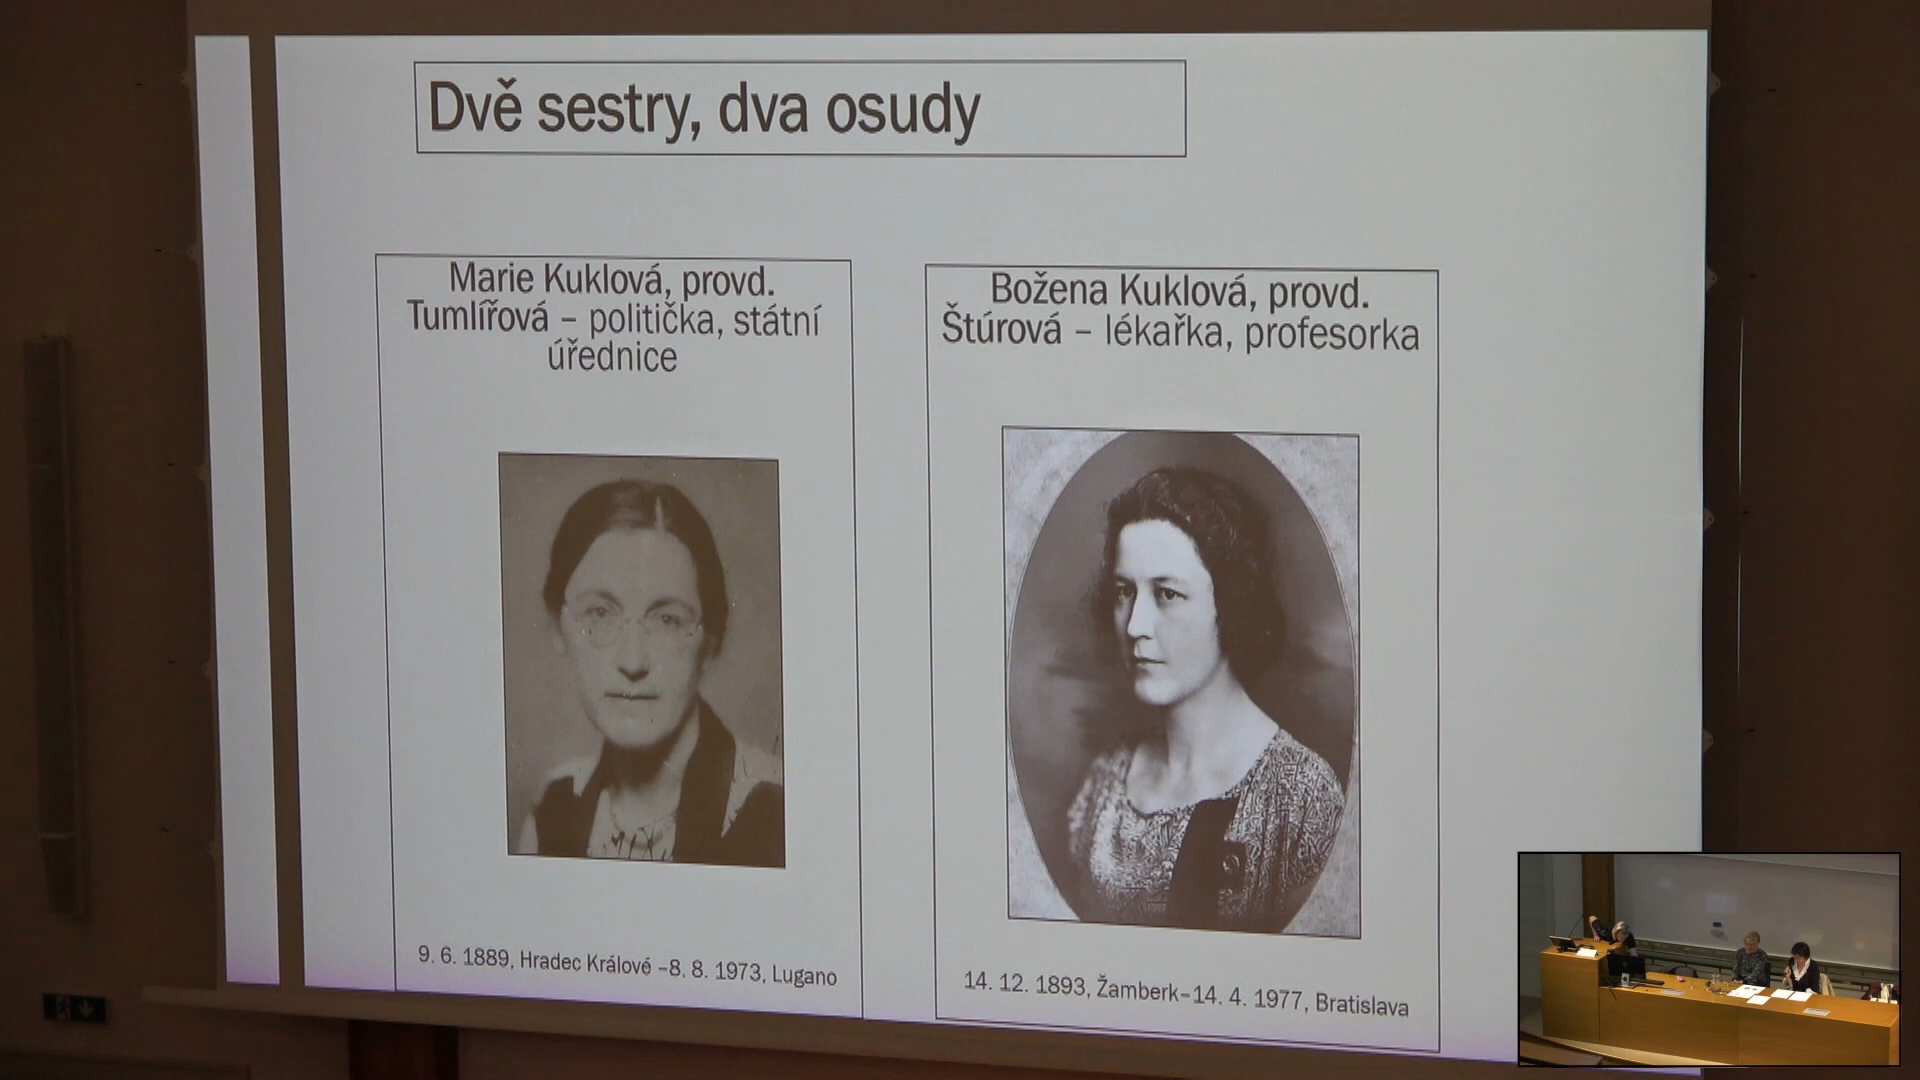 Dvě sestry, dva osudy
Marie Kuklová, provd.
Tumlířová – politička, státní
úřednice
9. 6. 1889, Hradec Králové –8. 8. 1973, Lugano
Božena Kuklová, provd.
Štúrová – lékařka, profesorka
14. 12. 1893, Žamberk–14. 4. 1977, Bratislava